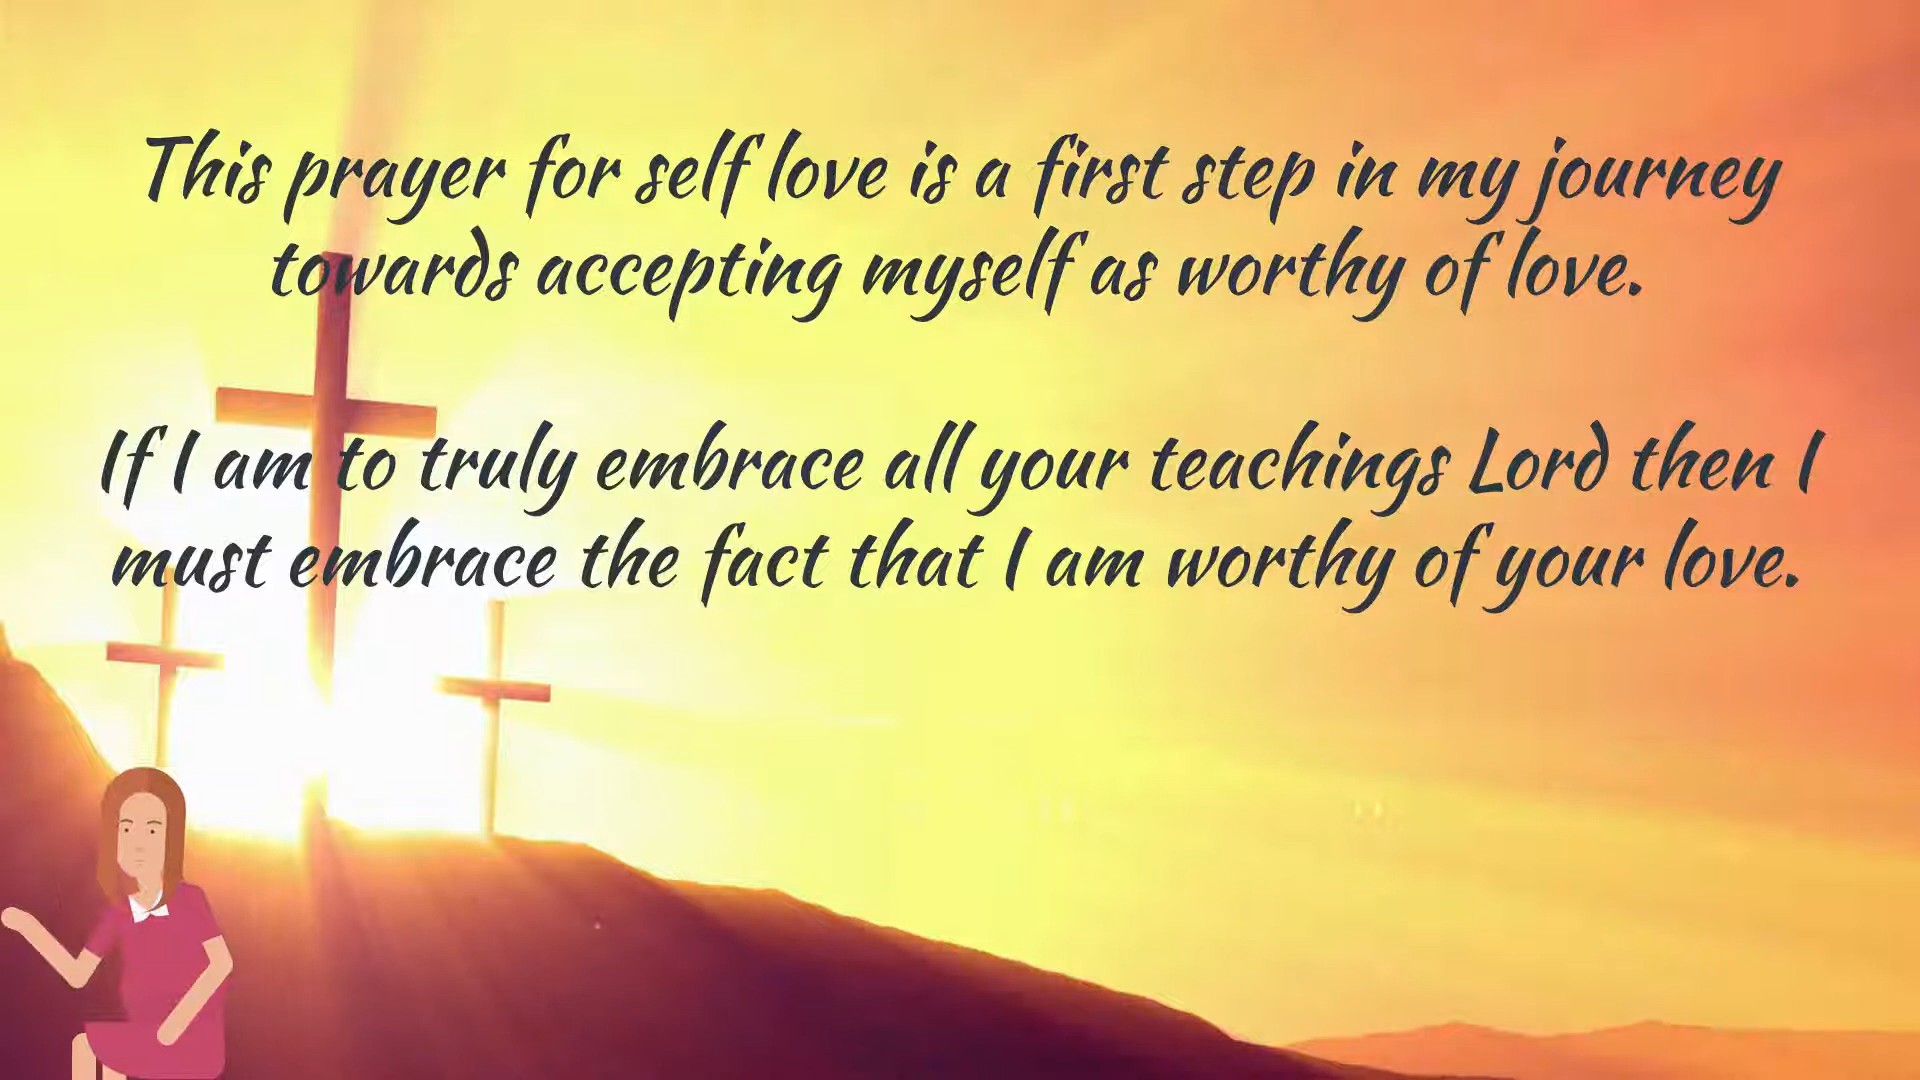 This prayer for self love is a first step in my journey
towards accepting myself as worthy of love.
If I am to truly embrace all your teachings Lord then I
must embrace the fact that I am worthy of your love.